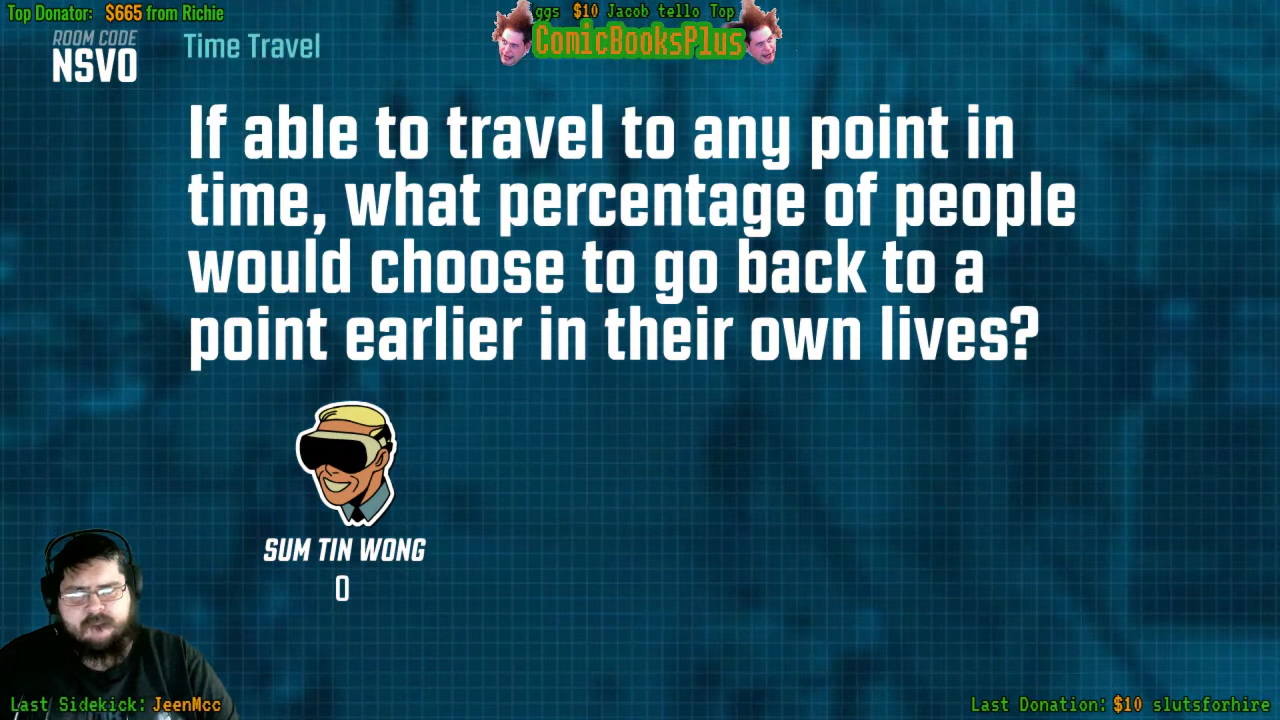 Top Donator: $665 from Richie
ggs $10 Jacob tello Top
ROOM CODE
NSVO
Time Travel
ComicBooksPlus
If able to travel to any point in
time, what percentage of people
would choose to go back to a
point earlier in their own lives?
SUM TIN WONG
0
Last Sidekick: JeenMcc
Last Donation: $10 slutsforhire